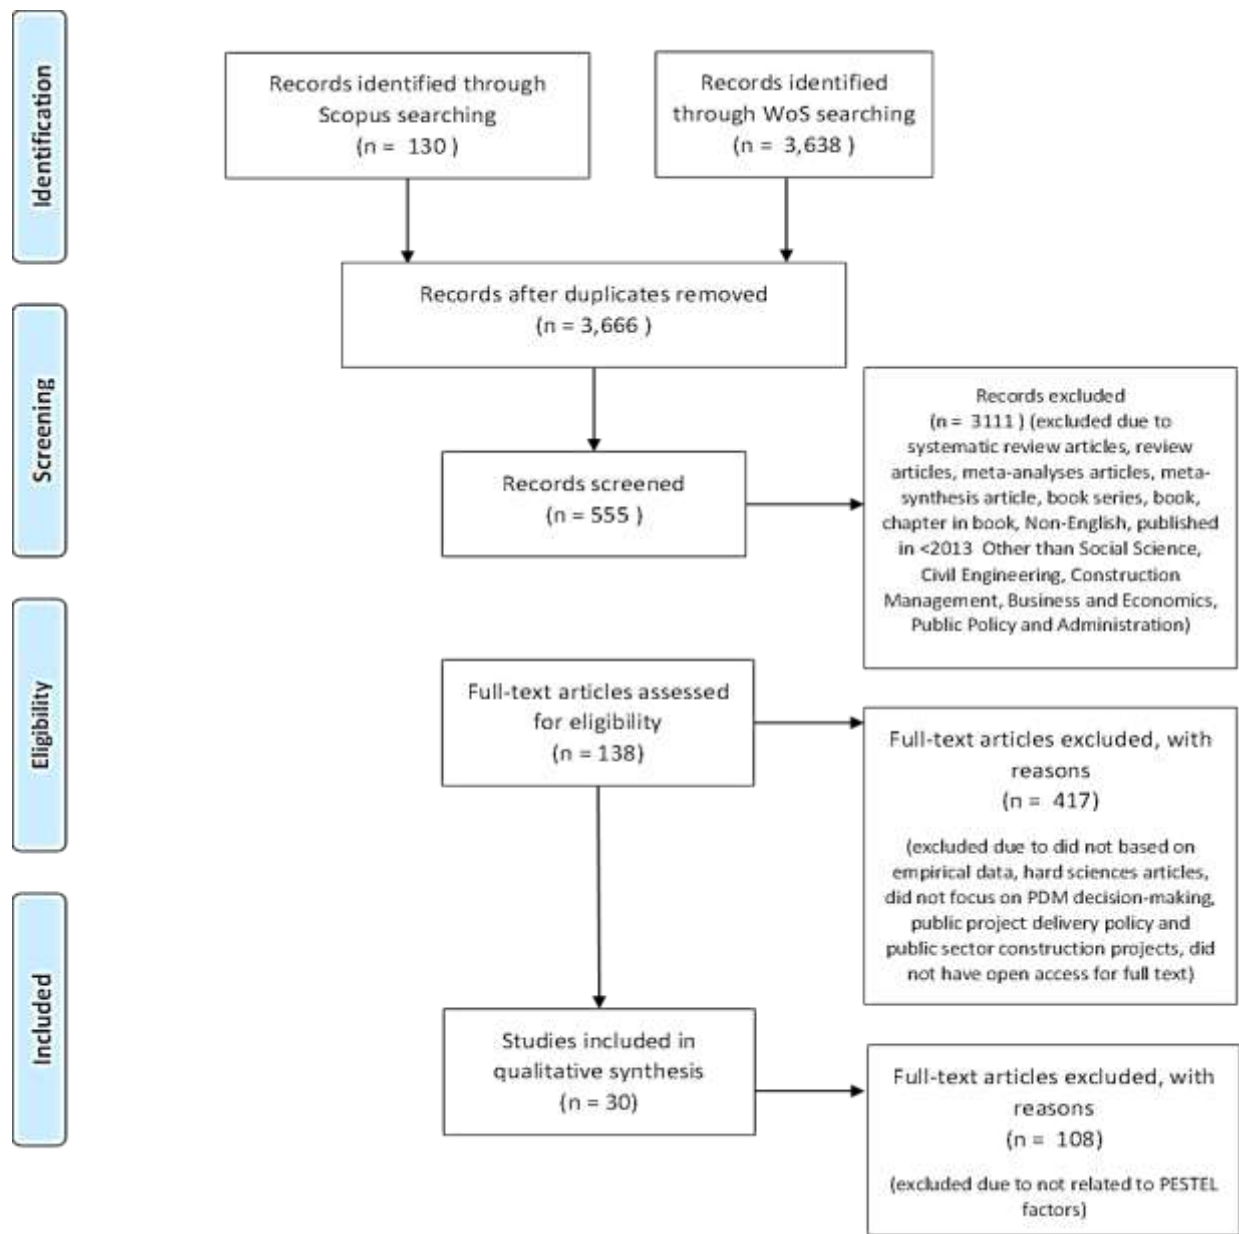 Identification
Records identified through
Scopus searching
(n = 130 )
Records identified
through WoS searching
(n = 3,638 )
Records after duplicates removed
(n = 3,666 )
Screening
Records screened
(n = 555 )
Records excluded
(n = 3111 ) (excluded due to
systematic review articles, review
articles, meta-analyses articles, meta-
synthesis article, book series, book,
chapter in book, Non-English, published
in <2013 Other than Social Science,
Civil Engineering, Construction
Management, Business and Economics,
Public Policy and Administration)
Eligibility
Full-text articles assessed
for eligibility
(n = 138)
Full-text articles excluded, with
reasons
(n = 417)
(excluded due to did not based on
empirical data, hard sciences articles,
did not focus on PDM decision-making,
public project delivery policy and
public sector construction projects, did
not have open access for full text)
Included
Studies included in
qualitative synthesis
(n = 30)
Full-text articles excluded, with
reasons
(n = 108)
(excluded due to not related to PESTEL
factors)